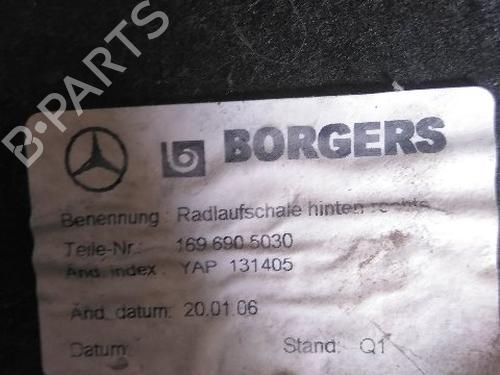 B-PARTS
BORGERS
Benennung : Radlaufschale hinten rechts
Teile-Nr.: 169 690 5030
Änd. index : YAP 131405
Änd. datum: 20.01.06
Datum: Stand: Q1